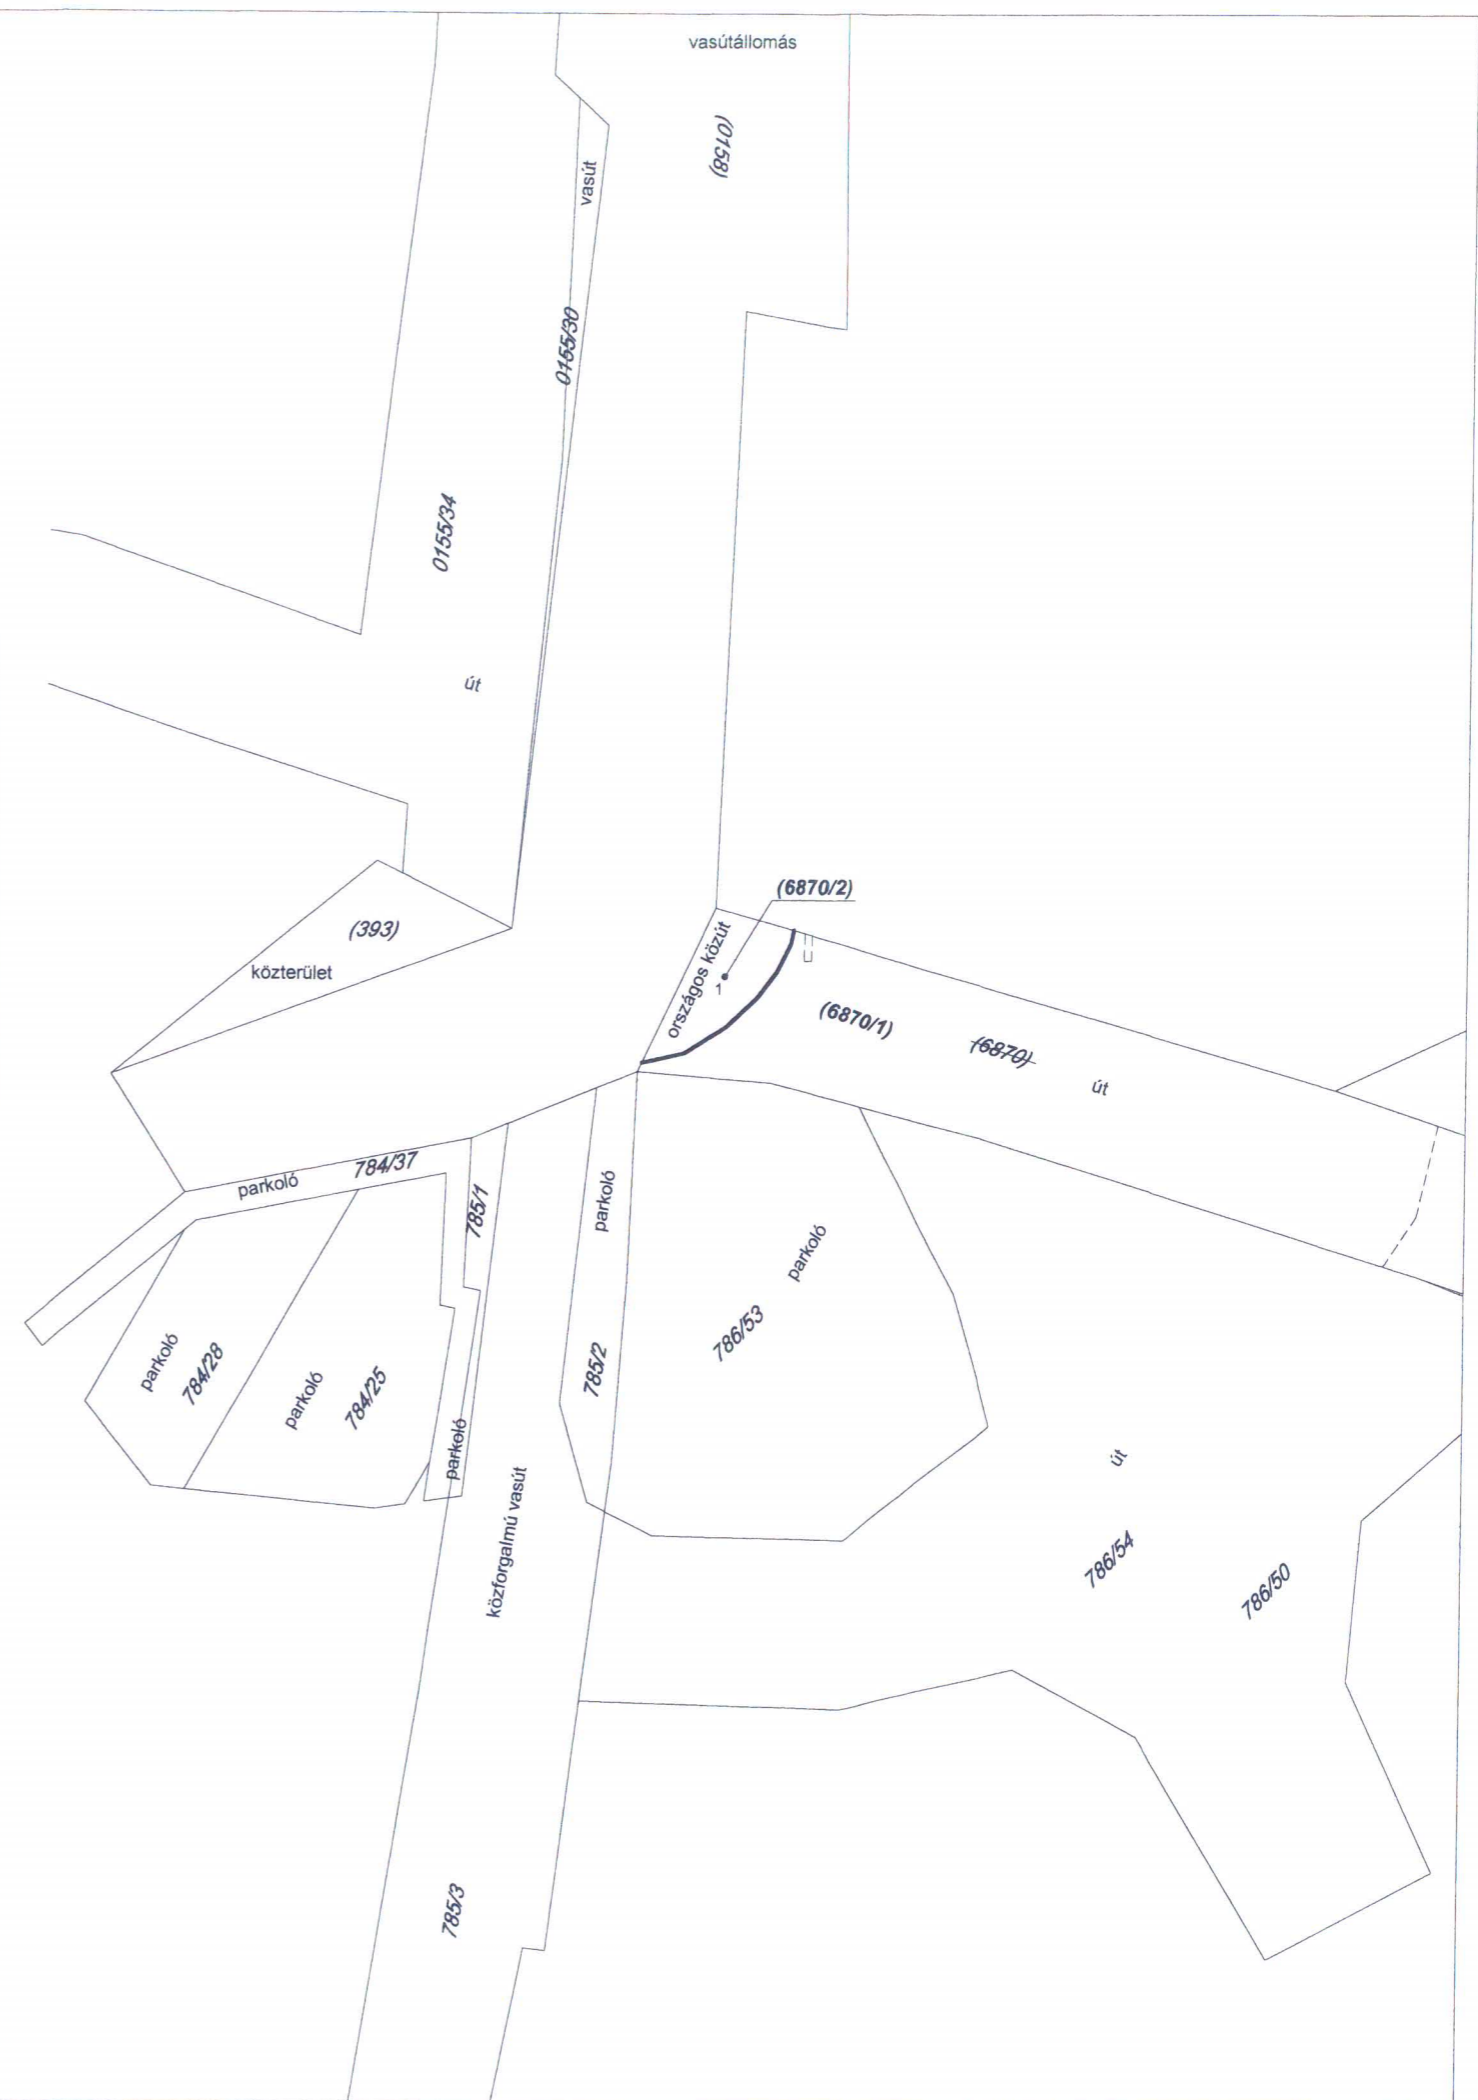 vasútállomás
(0158)
vasút
0155/30
0155/34
út
(6870/2)
(393)
közterület
országos közút
1
(6870/1)
(6870)
út
784/37
parkoló
785/1
parkoló
parkoló
786/53
785/2
parkoló
784/28
parkoló
784/25
parkoló
közforgalmú vasút
út
786/54
786/50
785/3